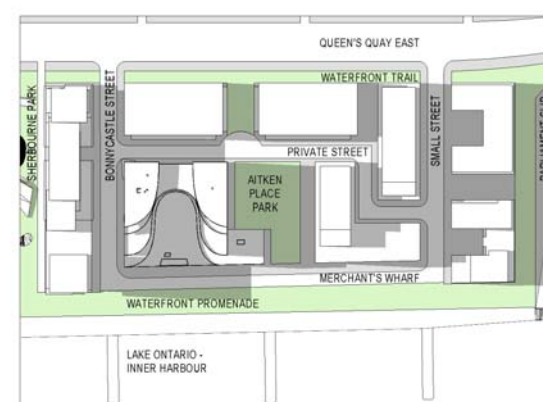 QUEEN'S QUAY EAST
WATERFRONT TRAIL
SHERBOURNE PARK
BONNYCASTLE STREET
SMALL STREET
PRIVATE STREET
AITKEN
PLACE
PARK
MERCHANT'S WHARF
WATERFRONT PROMENADE
LAKE ONTARIO -
INNER HARBOUR